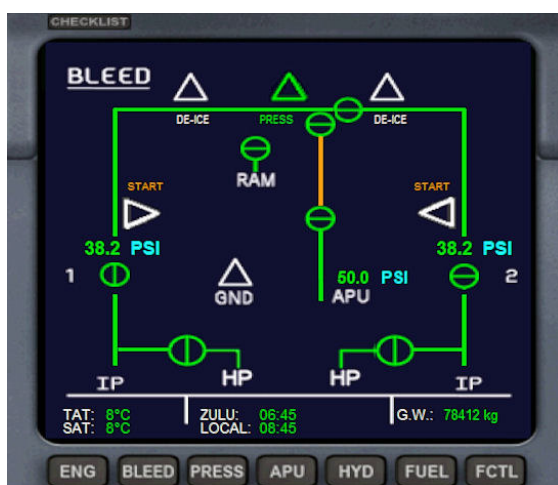 CHECKLIST
BLEED
DE-ICE PRESS DE-ICE
RAM
START START
38.2 PSI 38.2 PSI
1 2
GND 50.0 PSI
APU
IP HP HP IP
TAT: 8°C ZULU: 06:45 G.W.: 78412 kg
SAT: 8°C LOCAL: 08:45
ENG BLEED PRESS APU HYD FUEL FCTL